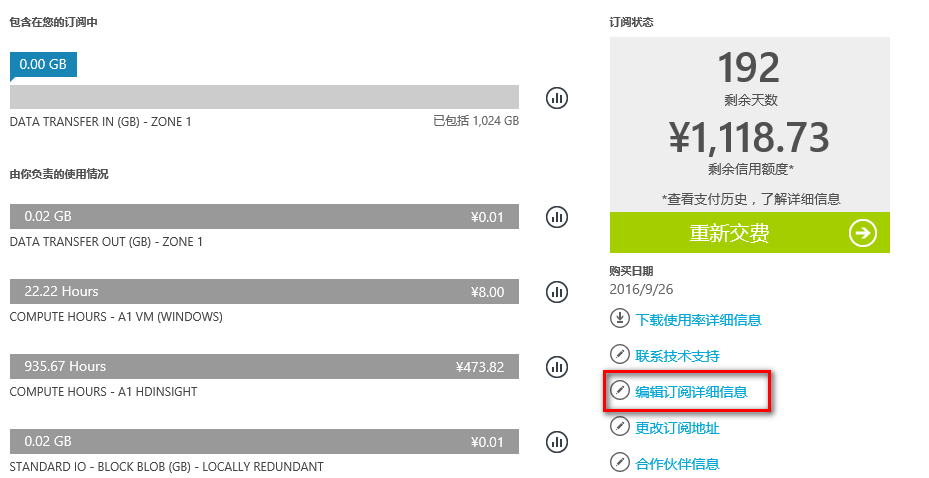 包含在您的订阅中
0.00 GB
DATA TRANSFER IN (GB) - ZONE 1
已包括 1,024 GB
由你负责的使用情况
0.02 GB
¥0.01
DATA TRANSFER OUT (GB) - ZONE 1
22.22 Hours
¥8.00
COMPUTE HOURS - A1 VM (WINDOWS)
935.67 Hours
¥473.82
COMPUTE HOURS - A1 HDINSIGHT
0.02 GB
¥0.01
STANDARD IO - BLOCK BLOB (GB) - LOCALLY REDUNDANT
订阅状态
192
剩余天数
¥1,118.73
剩余信用额度*
*查看支付历史，了解详细信息
重新交费
购买日期
2016/9/26
下载使用率详细信息
联系技术支持
编辑订阅详细信息
更改订阅地址
合作伙伴信息